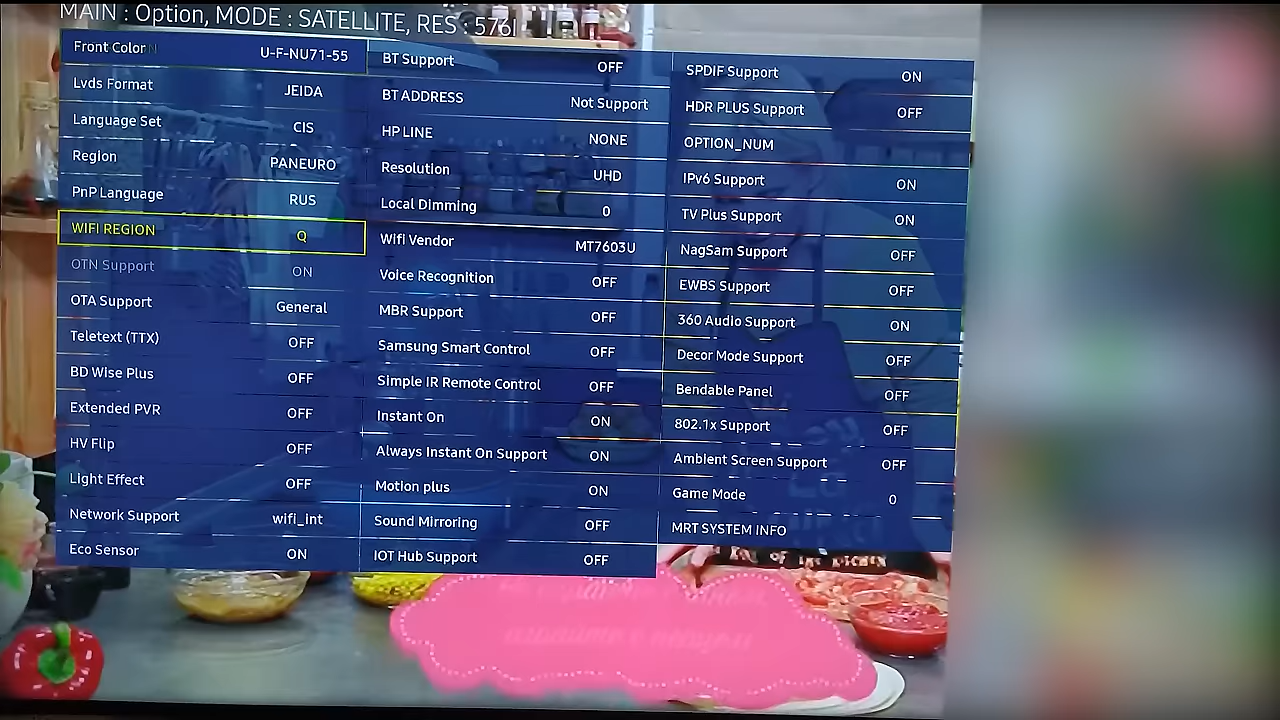 MAIN : Option, MODE : SATELLITE, RES : 576I
Front Color U-F-NU71-55
Lvds Format JEIDA
Language Set CIS
Region PANEURO
PnP Language RUS
WIFI REGION Q
OTN Support ON
OTA Support General
Teletext (TTX) OFF
BD Wise Plus OFF
Extended PVR OFF
HV Flip OFF
Light Effect OFF
Network Support wifi_int
Eco Sensor ON
BT Support OFF
BT ADDRESS Not Support
HP LINE NONE
Resolution UHD
Local Dimming 0
Wifi Vendor MT7603U
Voice Recognition OFF
MBR Support OFF
Samsung Smart Control OFF
Simple IR Remote Control OFF
Instant On ON
Always Instant On Support ON
Motion plus ON
Sound Mirroring OFF
IOT Hub Support OFF
SPDIF Support ON
HDR PLUS Support OFF
OPTION_NUM
IPv6 Support ON
TV Plus Support ON
NagSam Support OFF
EWBS Support OFF
360 Audio Support ON
Decor Mode Support OFF
Bendable Panel OFF
802.1x Support OFF
Ambient Screen Support OFF
Game Mode 0
MRT SYSTEM INFO